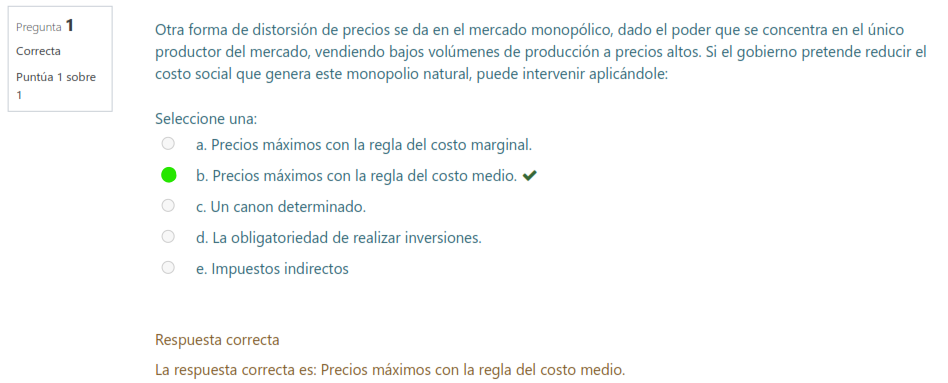 Pregunta 1
Correcta
Puntúa 1 sobre
1
Otra forma de distorsión de precios se da en el mercado monopólico, dado el poder que se concentra en el único
productor del mercado, vendiendo bajos volúmenes de producción a precios altos. Si el gobierno pretende reducir el
costo social que genera este monopolio natural, puede intervenir aplicándole:
Seleccione una:
a. Precios máximos con la regla del costo marginal.
b. Precios máximos con la regla del costo medio.
c. Un canon determinado.
d. La obligatoriedad de realizar inversiones.
e. Impuestos indirectos
Respuesta correcta
La respuesta correcta es: Precios máximos con la regla del costo medio.